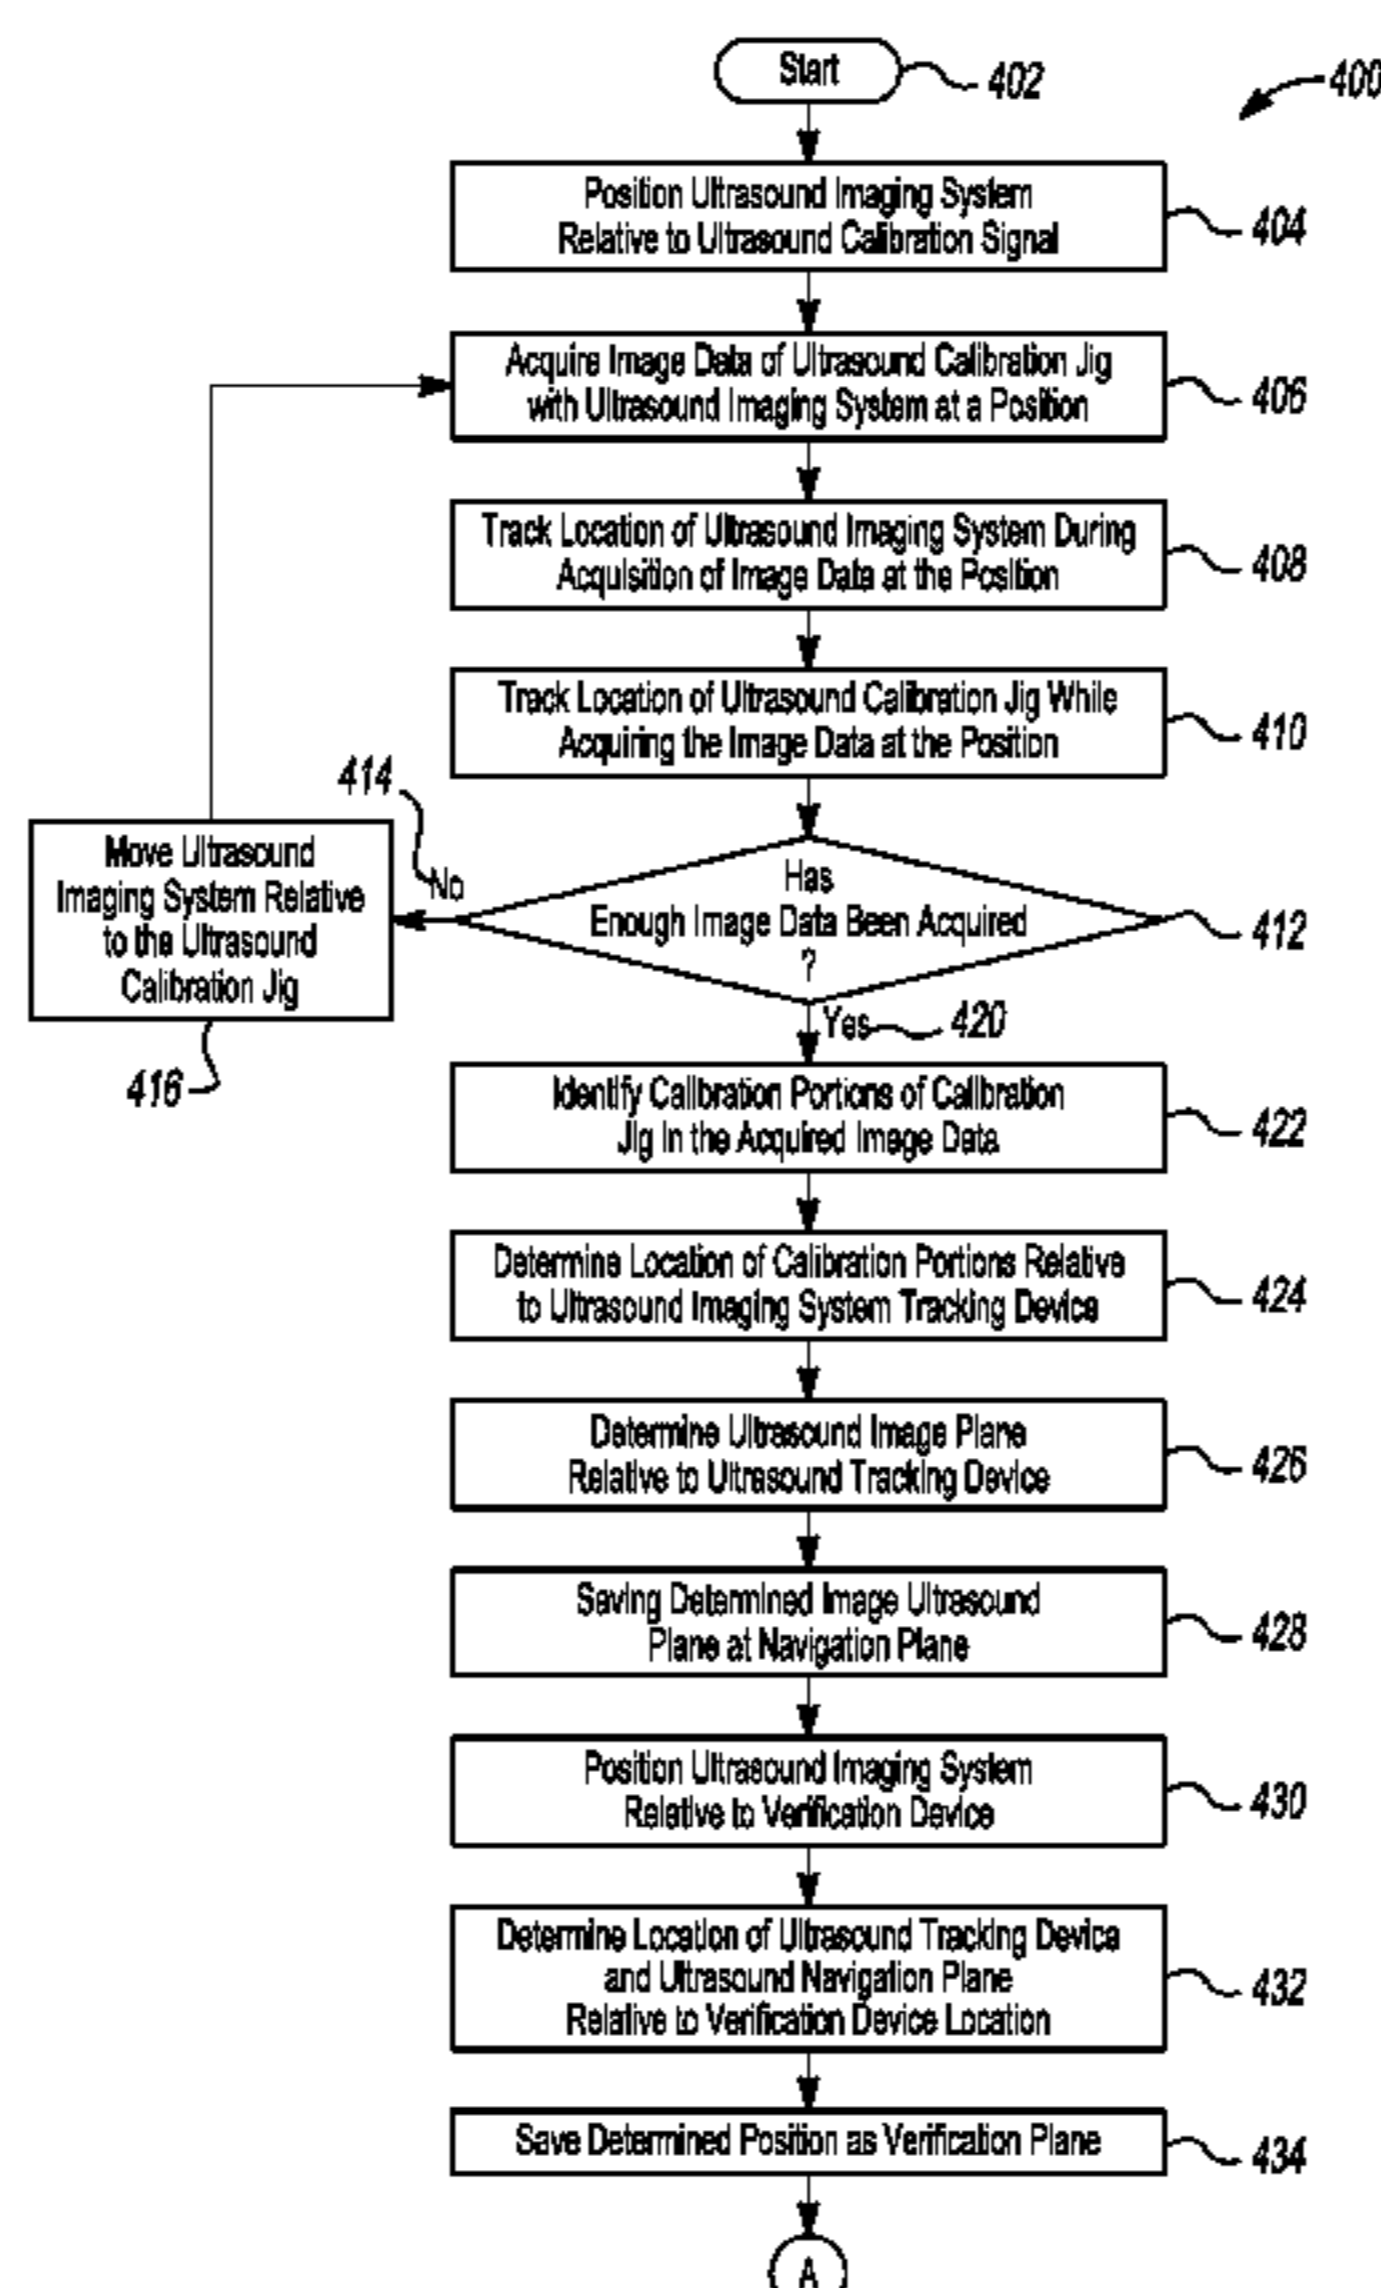 Start
402
400
Position Ultrasound Imaging System
Relative to Ultrasound Calibration Signal
404
Acquire Image Data of Ultrasound Calibration Jig
with Ultrasound Imaging System at a Position
406
Track Location of Ultrasound Imaging System During
Acquisition of Image Data at the Position
408
Track Location of Ultrasound Calibration Jig While
Acquiring the Image Data at the Position
410
414
No
Move Ultrasound
Imaging System Relative
to the Ultrasound
Calibration Jig
416
Has
Enough Image Data Been Acquired
?
412
Yes
420
Identify Calibration Portions of Calibration
Jig in the Acquired Image Data
422
Determine Location of Calibration Portions Relative
to Ultrasound Imaging System Tracking Device
424
Determine Ultrasound Image Plane
Relative to Ultrasound Tracking Device
426
Saving Determined Image Ultrasound
Plane at Navigation Plane
428
Position Ultrasound Imaging System
Relative to Verification Device
430
Determine Location of Ultrasound Tracking Device
and Ultrasound Navigation Plane
Relative to Verification Device Location
432
Save Determined Position as Verification Plane
434
A